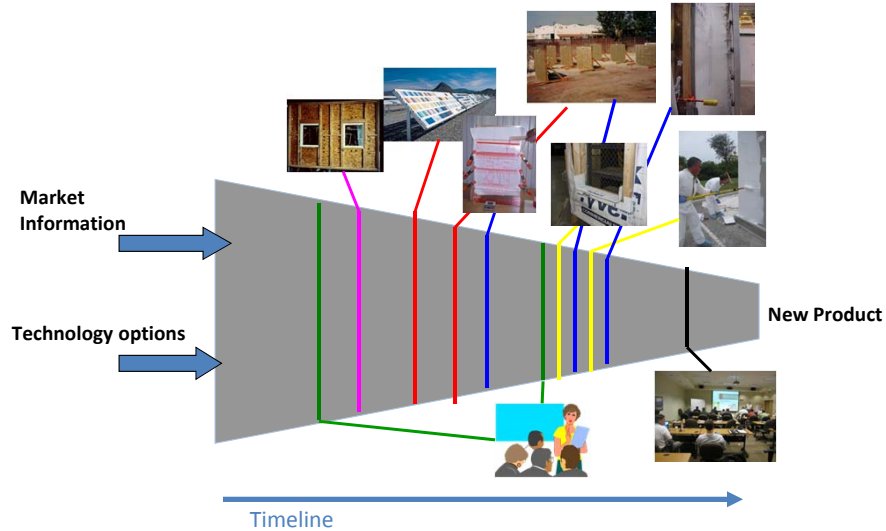 Market
Information
Technology options
New Product
Timeline